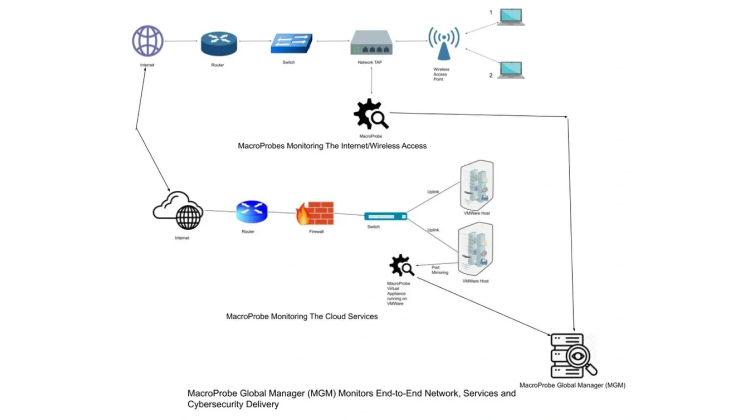 1
Internet
Router
Switch
Network TAP
Wireless
Access
Point
2
MacroProbe
MacroProbes Monitoring The Internet/Wireless Access
Uplink
VMWare Host
Internet
Router
Firewall
Switch
Uplink
Port
Mirroring
VMWare Host
MacroProbe
Virtual
Appliance
running on
VMWare
MacroProbe Monitoring The Cloud Services
MacroProbe Global Manager (MGM)
MacroProbe Global Manager (MGM) Monitors End-to-End Network, Services and
Cybersecurity Delivery